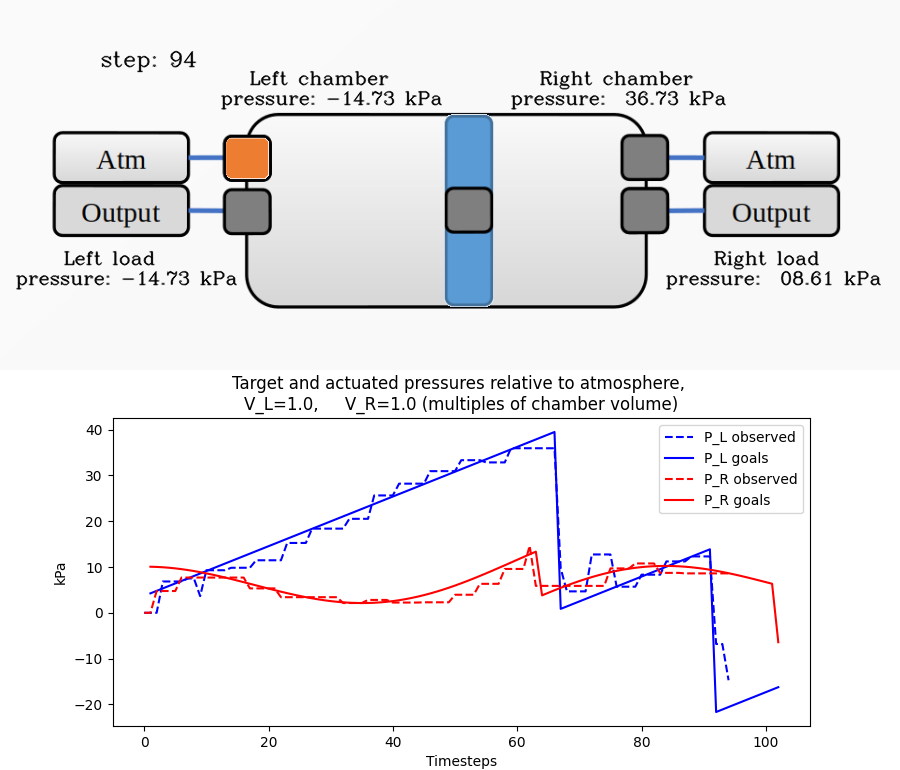 step: 94
Left chamber
pressure: −14.73 kPa
Right chamber
pressure: 36.73 kPa
Atm
Output
Atm
Output
Left load
pressure: −14.73 kPa
Right load
pressure: 08.61 kPa
Target and actuated pressures relative to atmosphere,
V_L=1.0, V_R=1.0 (multiples of chamber volume)
kPa
40
30
20
10
0
−10
−20
P_L observed
P_L goals
P_R observed
P_R goals
0 20 40 60 80 100
Timesteps